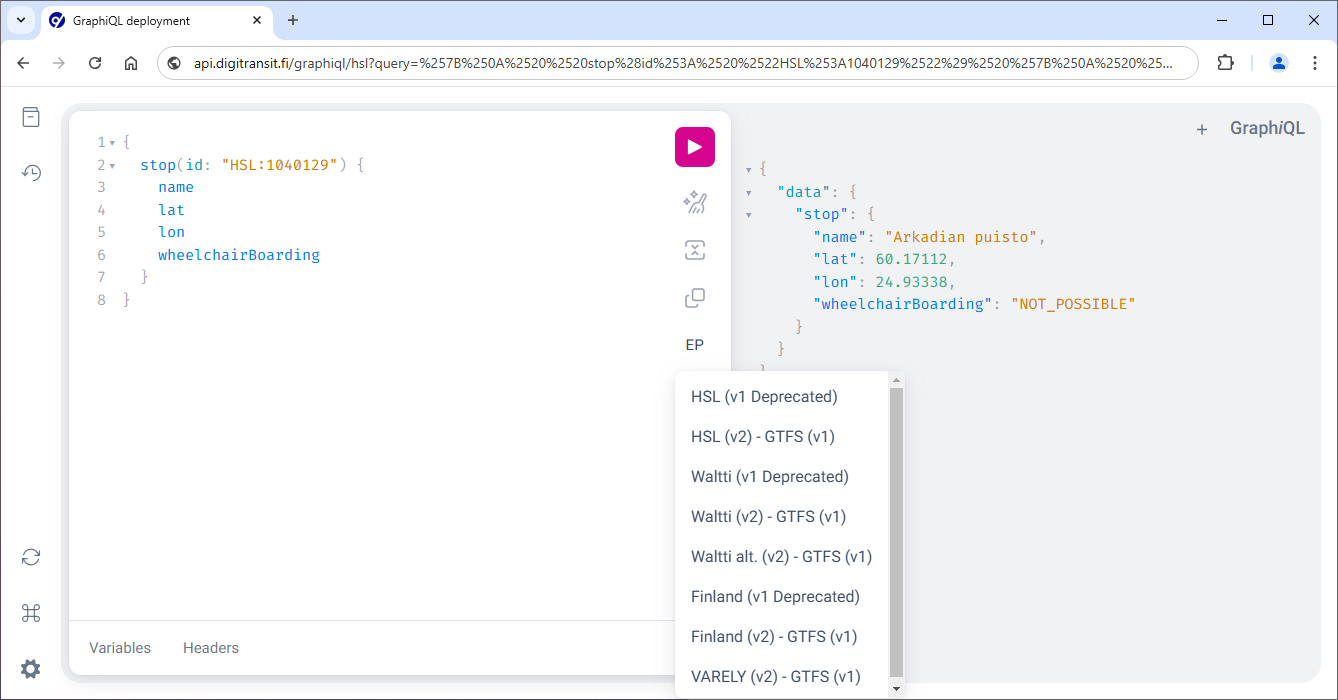 GraphiQL deployment
api.digitransit.fi/graphiql/hsl?query=%257B%250A%2520%2520stop%28id%253A%2520%2522HSL%253A1040129%2522%29%2520%257B%250A%2520%25...
GraphiQL
1 {
2 stop(id: "HSL:1040129") {
3 name
4 lat
5 lon
6 wheelchairBoarding
7 }
8 }
EP
{
"data": {
"stop": {
"name": "Arkadian puisto",
"lat": 60.17112,
"lon": 24.93338,
"wheelchairBoarding": "NOT_POSSIBLE"
}
}
}
HSL (v1 Deprecated)
HSL (v2) - GTFS (v1)
Waltti (v1 Deprecated)
Waltti (v2) - GTFS (v1)
Waltti alt. (v2) - GTFS (v1)
Finland (v1 Deprecated)
Finland (v2) - GTFS (v1)
VARELY (v2) - GTFS (v1)
Variables Headers